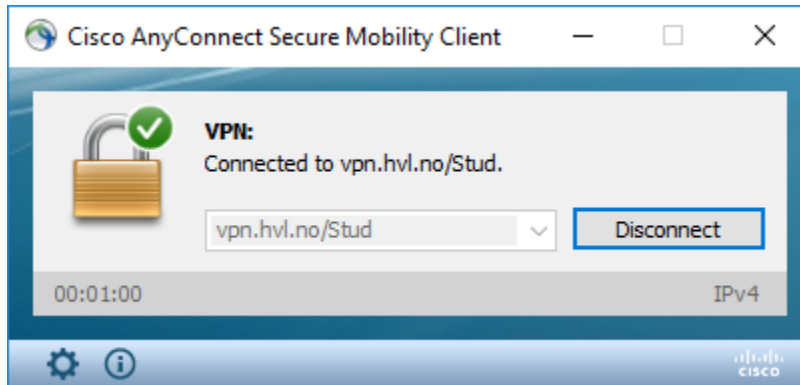 Cisco AnyConnect Secure Mobility Client
VPN:
Connected to vpn.hvl.no/Stud.
vpn.hvl.no/Stud
Disconnect
00:01:00
IPv4
CISCO